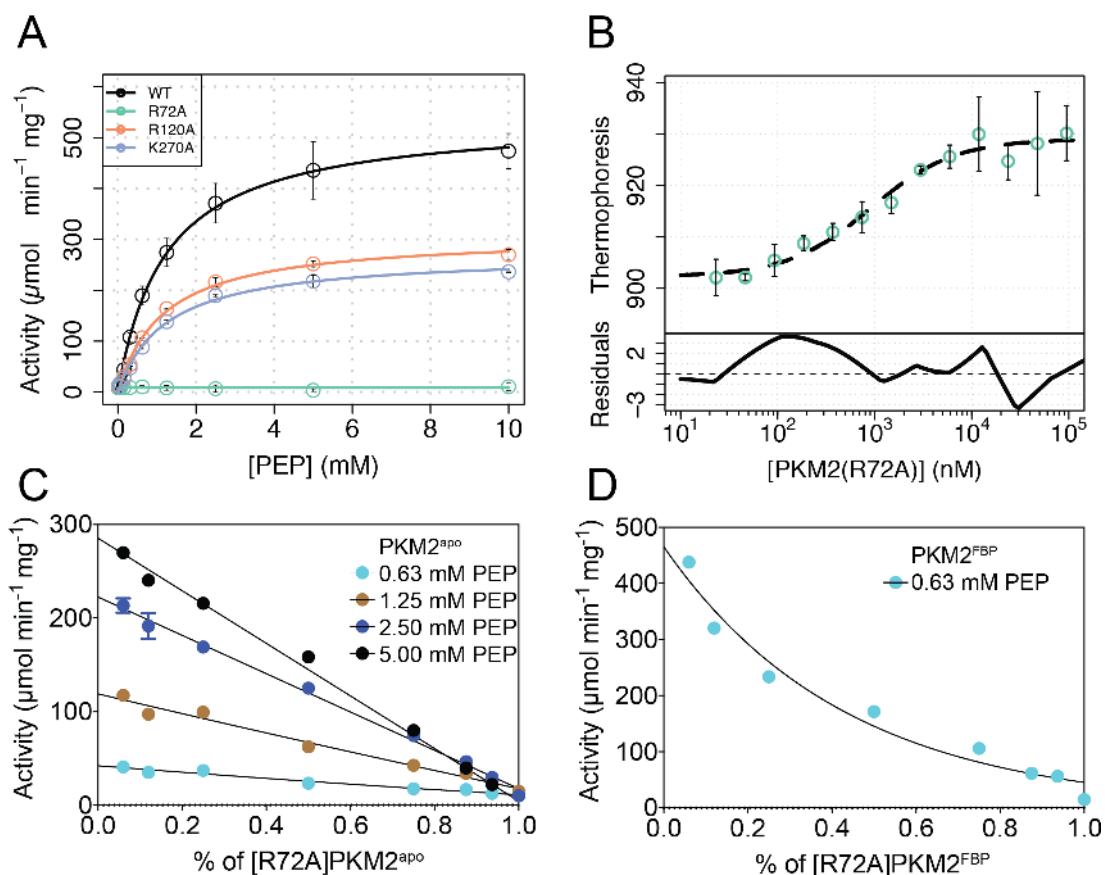 A
Activity (µmol min⁻¹ mg⁻¹)
500
300
100
0
WT
R72A
R120A
K270A
0 2 4 6 8 10
[PEP] (mM)
B
Thermophoresis
940
920
900
Residuals
2
−3
10¹ 10² 10³ 10⁴ 10⁵
[PKM2(R72A)] (nM)
C
Activity (µmol min⁻¹ mg⁻¹)
300
200
100
0
PKM2ᵃᵖᵒ
0.63 mM PEP
1.25 mM PEP
2.50 mM PEP
5.00 mM PEP
0.0 0.2 0.4 0.6 0.8 1.0
% of [R72A]PKM2ᵃᵖᵒ
D
Activity (µmol min⁻¹ mg⁻¹)
500
400
300
200
100
0
PKM2ᶠᴮᴾ
0.63 mM PEP
0.0 0.2 0.4 0.6 0.8 1.0
% of [R72A]PKM2ᶠᴮᴾ